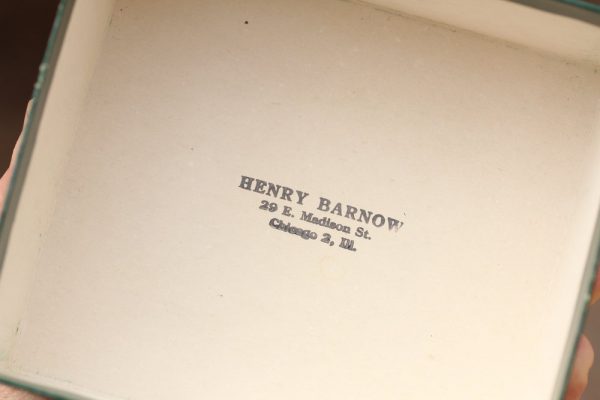 HENRY BARNOW
29 E. Madison St.
Chicago 2, Ill.